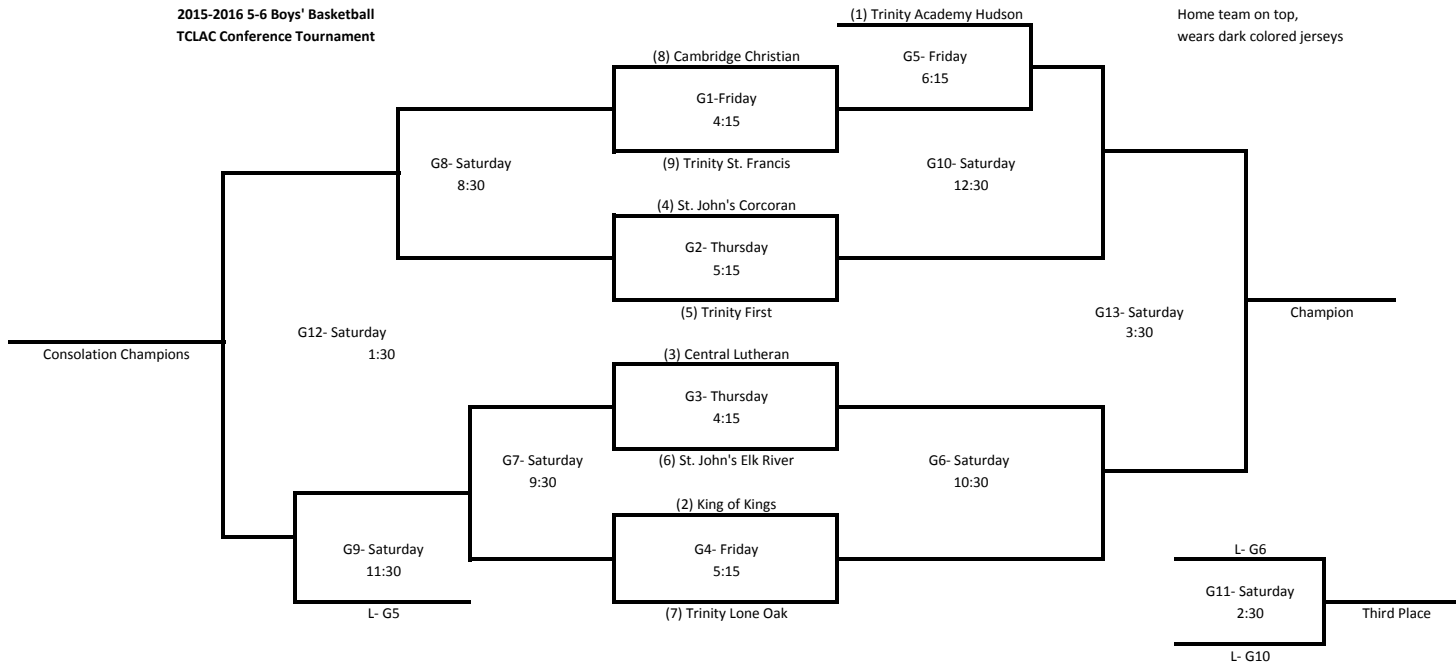 2015-2016 5-6 Boys' Basketball
TCLAC Conference Tournament
(1) Trinity Academy Hudson
Home team on top,
wears dark colored jerseys
(8) Cambridge Christian
G5- Friday
6:15
G1-Friday
4:15
G8- Saturday
8:30
(9) Trinity St. Francis
G10- Saturday
12:30
(4) St. John's Corcoran
G2- Thursday
5:15
(5) Trinity First
G13- Saturday
3:30
Champion
G12- Saturday
1:30
Consolation Champions
(3) Central Lutheran
G3- Thursday
4:15
G7- Saturday
9:30
(6) St. John's Elk River
G6- Saturday
10:30
(2) King of Kings
G9- Saturday
11:30
G4- Friday
5:15
L- G6
G11- Saturday
2:30
L- G5
(7) Trinity Lone Oak
Third Place
L- G10